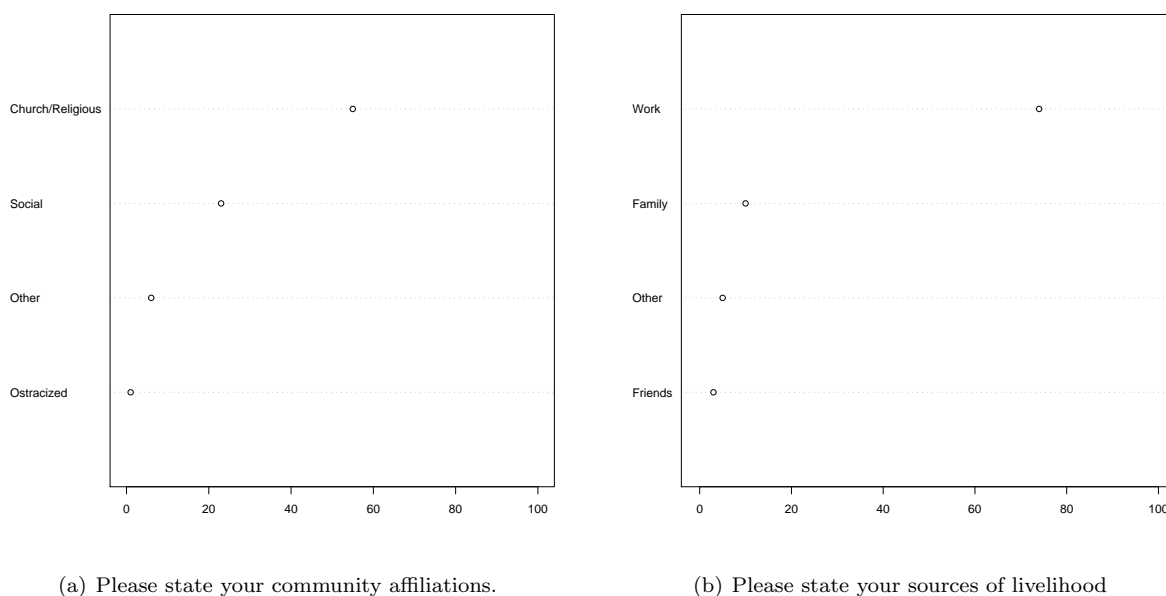 Church/Religious
Social
Other
Ostracized
0 20 40 60 80 100
(a) Please state your community affiliations.
Work
Family
Other
Friends
0 20 40 60 80 100
(b) Please state your sources of livelihood